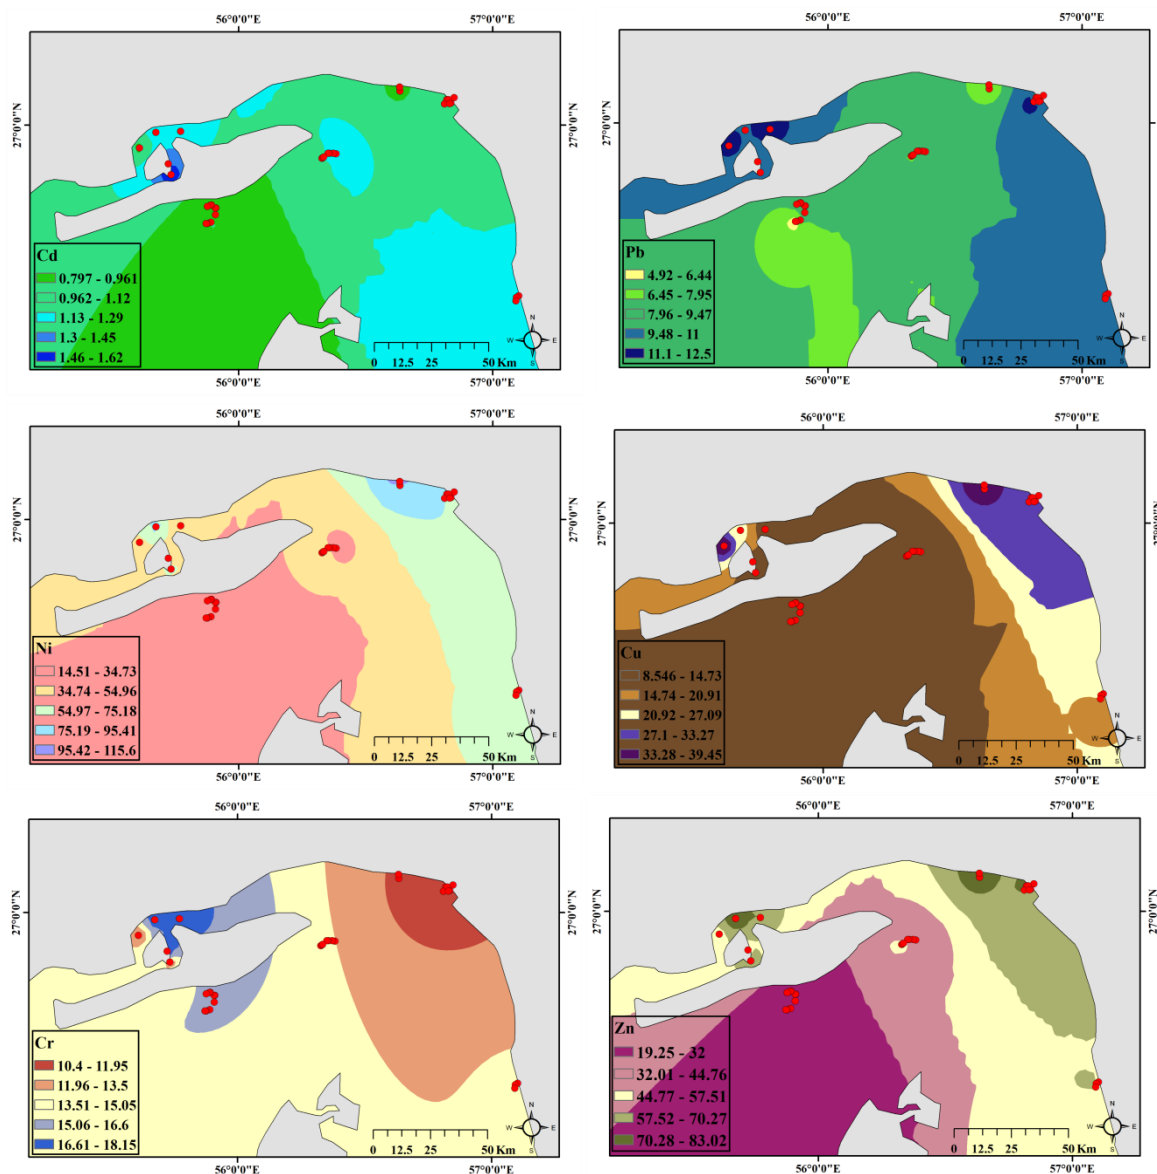 56°0'0"E 57°0'0"E
27°0'0"N
Cd
0.797 - 0.961
0.962 - 1.12
1.13 - 1.29
1.3 - 1.45
1.46 - 1.62
0 12.5 25 50 Km
N
W E
S
56°0'0"E 57°0'0"E
56°0'0"E 57°0'0"E
27°0'0"N 27°0'0"N
Pb
4.92 - 6.44
6.45 - 7.95
7.96 - 9.47
9.48 - 11
11.1 - 12.5
0 12.5 25 50 Km
N
W E
S
56°0'0"E 57°0'0"E
56°0'0"E 57°0'0"E
27°0'0"N
Ni
14.51 - 34.73
34.74 - 54.96
54.97 - 75.18
75.19 - 95.41
95.42 - 115.6
0 12.5 25 50 Km
N
W E
S
56°0'0"E 57°0'0"E
56°0'0"E 57°0'0"E
27°0'0"N 27°0'0"N
Cu
8.546 - 14.73
14.74 - 20.91
20.92 - 27.09
27.1 - 33.27
33.28 - 39.45
0 12.5 25 50 Km
N
W E
S
56°0'0"E 57°0'0"E
56°0'0"E 57°0'0"E
27°0'0"N
Cr
10.4 - 11.95
11.96 - 13.5
13.51 - 15.05
15.06 - 16.6
16.61 - 18.15
0 12.5 25 50 Km
N
W E
S
56°0'0"E 57°0'0"E
56°0'0"E 57°0'0"E
27°0'0"N 27°0'0"N
Zn
19.25 - 32
32.01 - 44.76
44.77 - 57.51
57.52 - 70.27
70.28 - 83.02
0 12.5 25 50 Km
N
W E
S
56°0'0"E 57°0'0"E